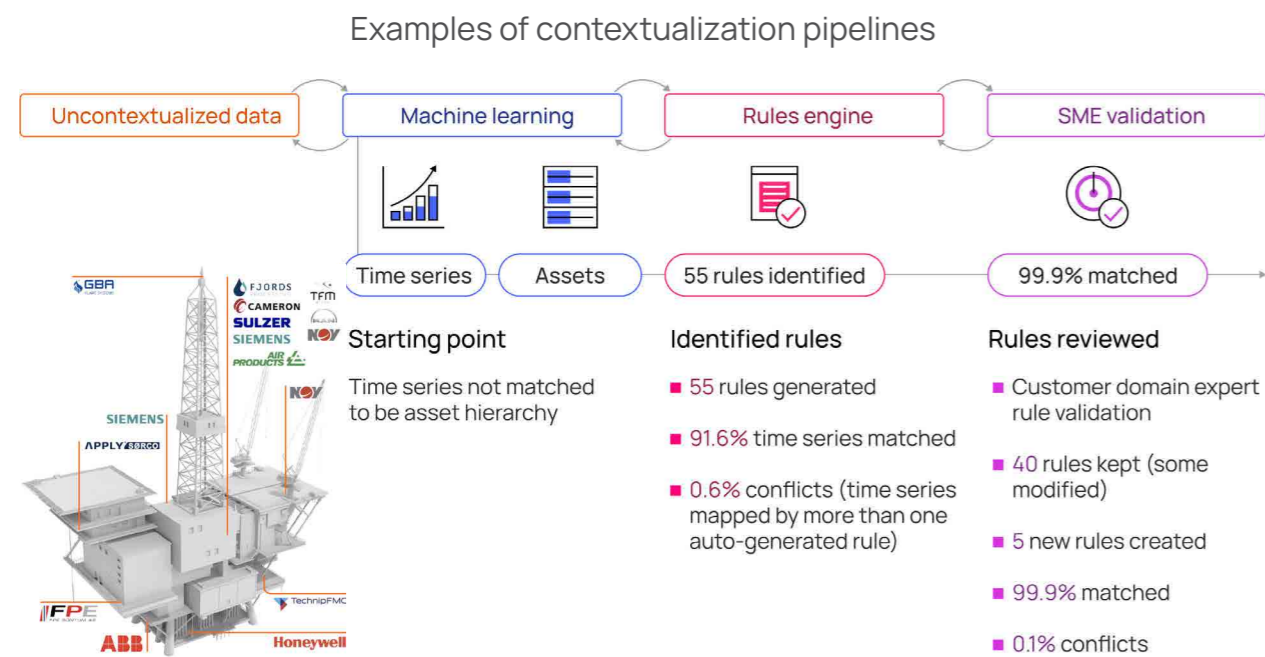 Examples of contextualization pipelines
Uncontextualized data
Machine learning
Rules engine
SME validation
Time series
Assets
55 rules identified
99.9% matched
GBA
FJORDS
TFM
CAMERON
SULZER
SIEMENS
NOV
AIR
PRODUCTS
NOV
SIEMENS
APPLY SØRCO
FPE
ABB
TechnipFMC
Honeywell
Starting point
Time series not matched
to be asset hierarchy
Identified rules
55 rules generated
91.6% time series matched
0.6% conflicts (time series
mapped by more than one
auto-generated rule)
Rules reviewed
Customer domain expert
rule validation
40 rules kept (some
modified)
5 new rules created
99.9% matched
0.1% conflicts